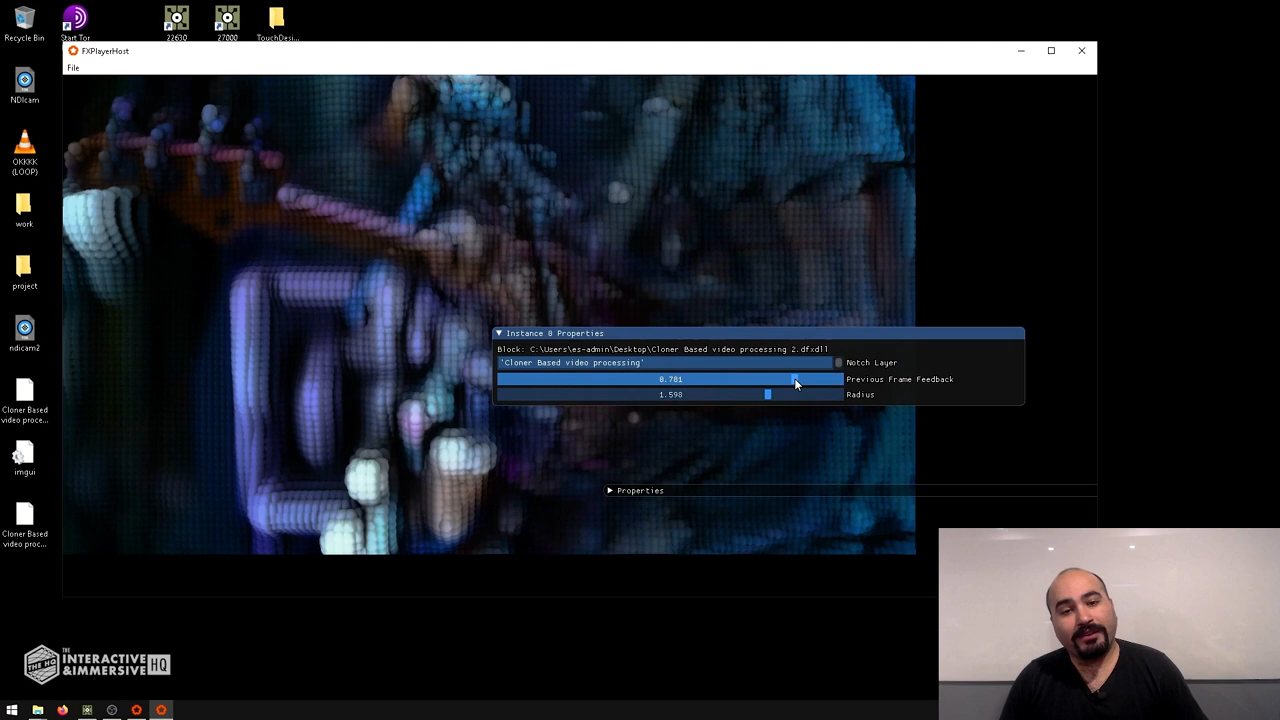 Recycle Bin
Start Tor
22630
27000
TouchDesi...
FXPlayerHost
File
NDIcam
OKKKK
(LOOP)
work
project
ndicam2
Cloner Based
video proce...
imgui
Cloner Based
video proc...
Instance 0 Properties
Block: C:\Users\es-admin\Desktop\Cloner Based video processing 2.dfxdll
'Cloner Based video processing'
Notch Layer
0.781
Previous Frame Feedback
1.598
Radius
Properties
THE HQ
THE
INTERACTIVE
& IMMERSIVE HQ